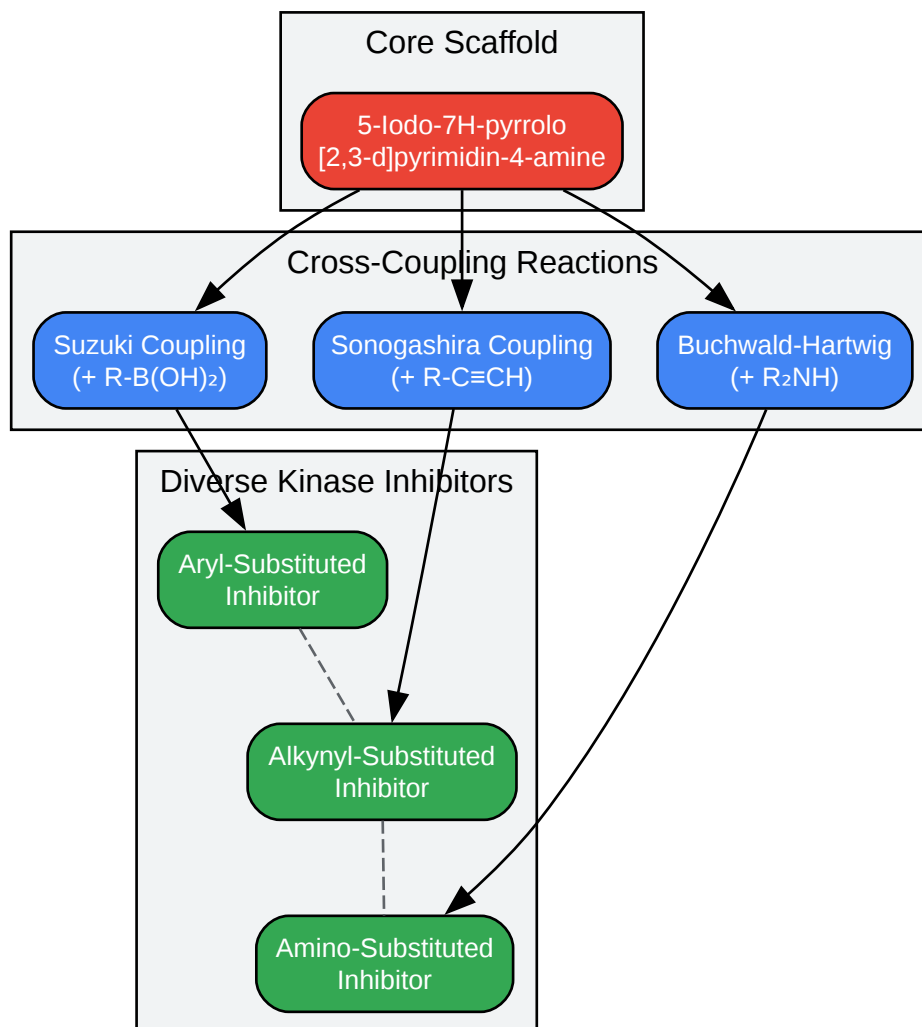 Core Scaffold
5-Iodo-7H-pyrrolo
[2,3-d]pyrimidin-4-amine
Cross-Coupling Reactions
Suzuki Coupling
(+ R-B(OH)₂)
Sonogashira Coupling
(+ R-C≡CH)
Buchwald-Hartwig
(+ R₂NH)
Diverse Kinase Inhibitors
Aryl-Substituted
Inhibitor
Alkynyl-Substituted
Inhibitor
Amino-Substituted
Inhibitor